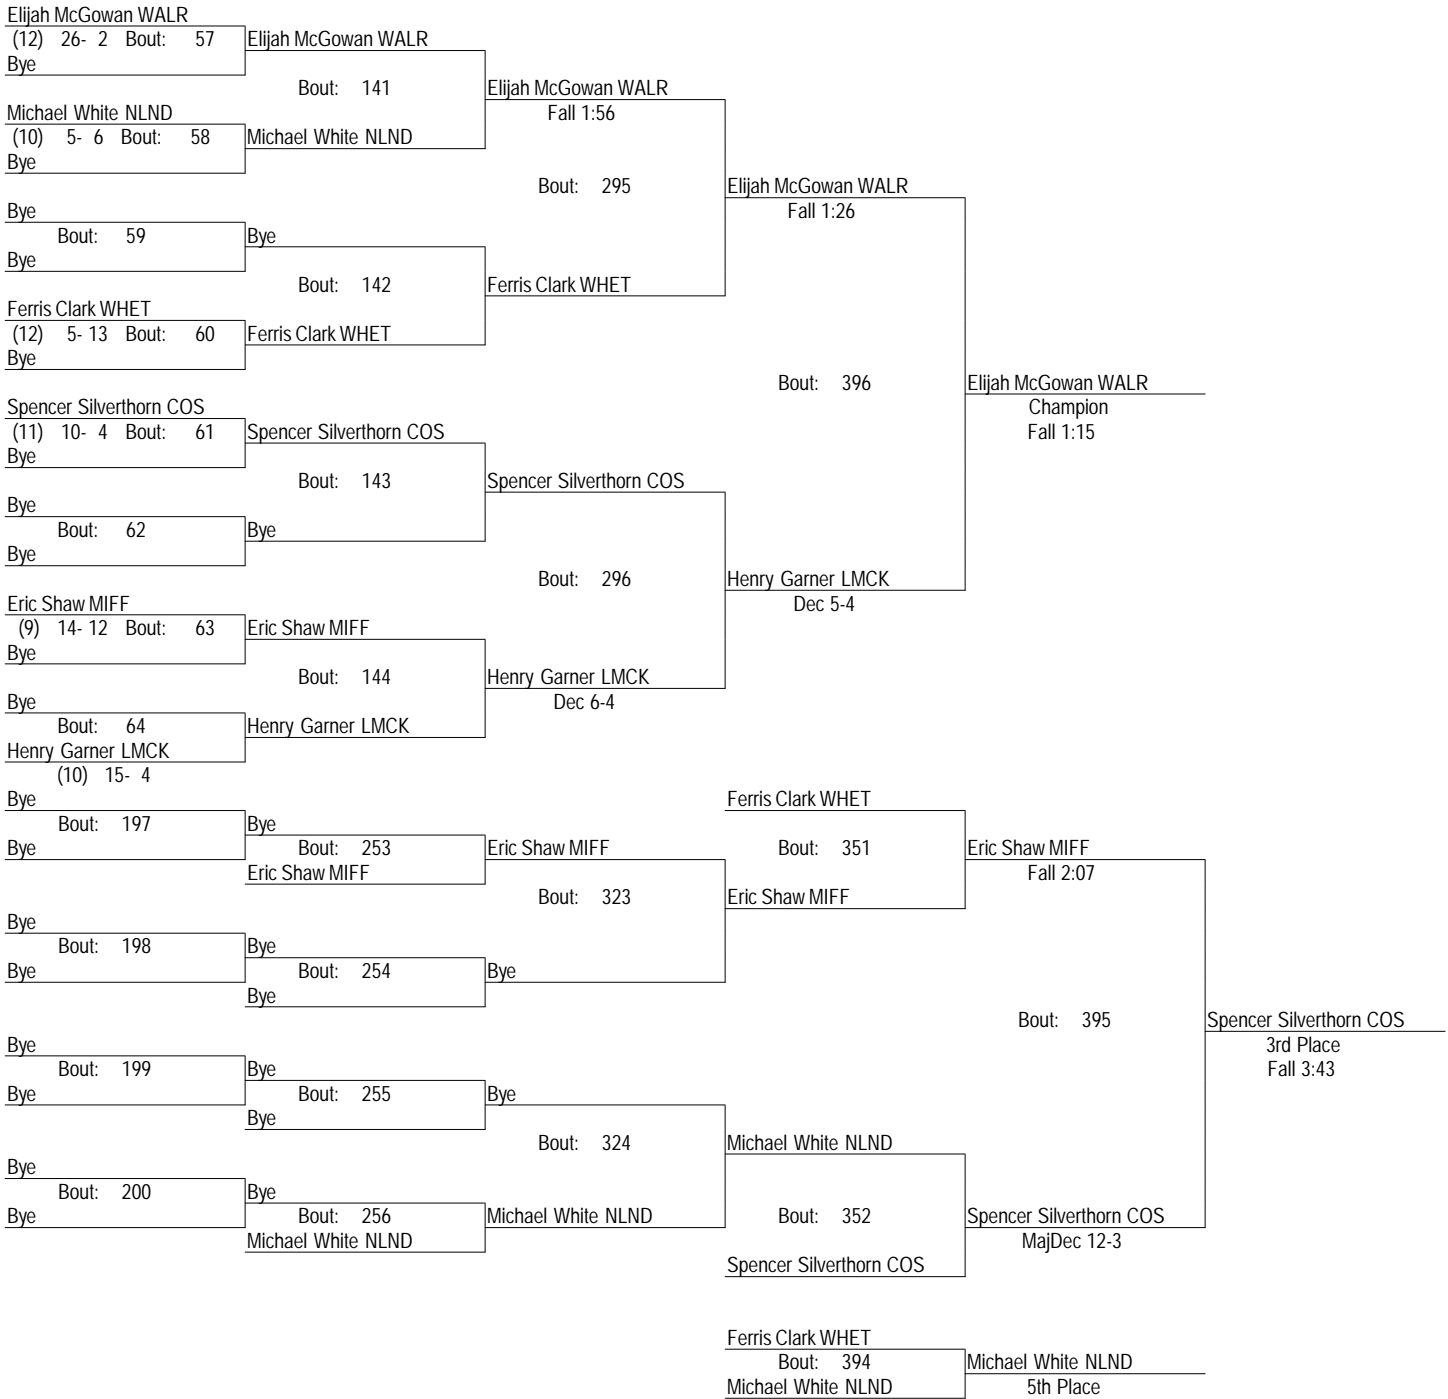 Elijah McGowan WALR
(12) 26- 2 Bout: 57 Elijah McGowan WALR
Bye
Bout: 141 Elijah McGowan WALR
Michael White NLND Fall 1:56
(10) 5- 6 Bout: 58 Michael White NLND
Bye
Bout: 295 Elijah McGowan WALR
Bye Fall 1:26
Bout: 59 Bye
Bye
Bout: 142 Ferris Clark WHET
Ferris Clark WHET
(12) 5- 13 Bout: 60 Ferris Clark WHET
Bye
Bout: 396 Elijah McGowan WALR
Spencer Silverthorn COS Champion
(11) 10- 4 Bout: 61 Spencer Silverthorn COS Fall 1:15
Bye
Bout: 143 Spencer Silverthorn COS
Bye
Bout: 62 Bye
Bye
Bout: 296 Henry Garner LMCK
Eric Shaw MIFF Dec 5-4
(9) 14- 12 Bout: 63 Eric Shaw MIFF
Bye
Bout: 144 Henry Garner LMCK
Bye Dec 6-4
Bout: 64 Henry Garner LMCK
Henry Garner LMCK
(10) 15- 4
Bye Ferris Clark WHET
Bout: 197 Bye
Bye Bout: 253 Eric Shaw MIFF Bout: 351 Eric Shaw MIFF
Eric Shaw MIFF Fall 2:07
Bout: 323 Eric Shaw MIFF
Bye
Bout: 198 Bye
Bye Bout: 254 Bye
Bye
Bout: 395 Spencer Silverthorn COS
Bye 3rd Place
Bout: 199 Bye Fall 3:43
Bye Bout: 255 Bye
Bye
Bout: 324 Michael White NLND
Bye
Bout: 200 Bye
Bye Bout: 256 Michael White NLND Bout: 352 Spencer Silverthorn COS
Michael White NLND MajDec 12-3
Spencer Silverthorn COS
Ferris Clark WHET
Bout: 394 Michael White NLND
Michael White NLND 5th Place